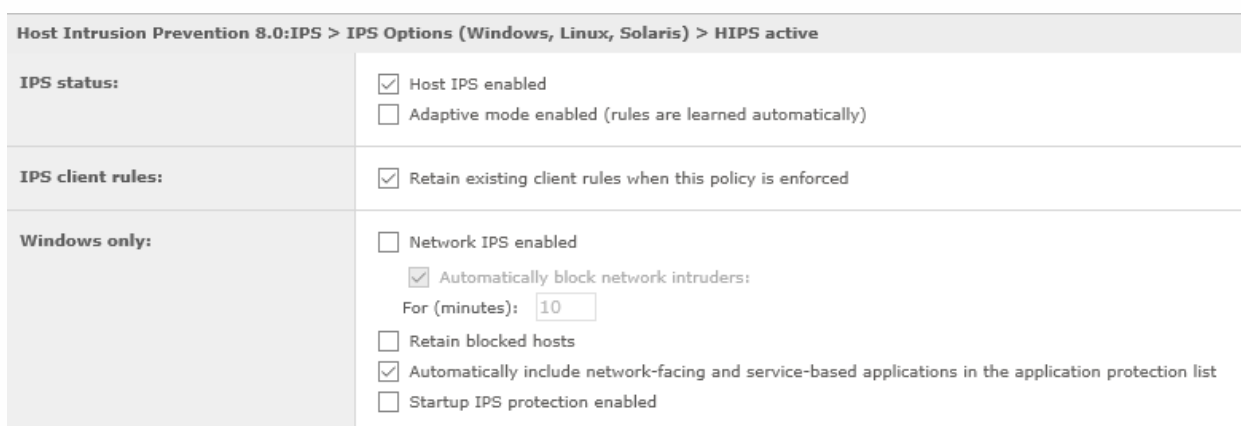 Host Intrusion Prevention 8.0:IPS > IPS Options (Windows, Linux, Solaris) > HIPS active
IPS status:
Host IPS enabled
Adaptive mode enabled (rules are learned automatically)
IPS client rules:
Retain existing client rules when this policy is enforced
Windows only:
Network IPS enabled
Automatically block network intruders:
For (minutes): 10
Retain blocked hosts
Automatically include network-facing and service-based applications in the application protection list
Startup IPS protection enabled